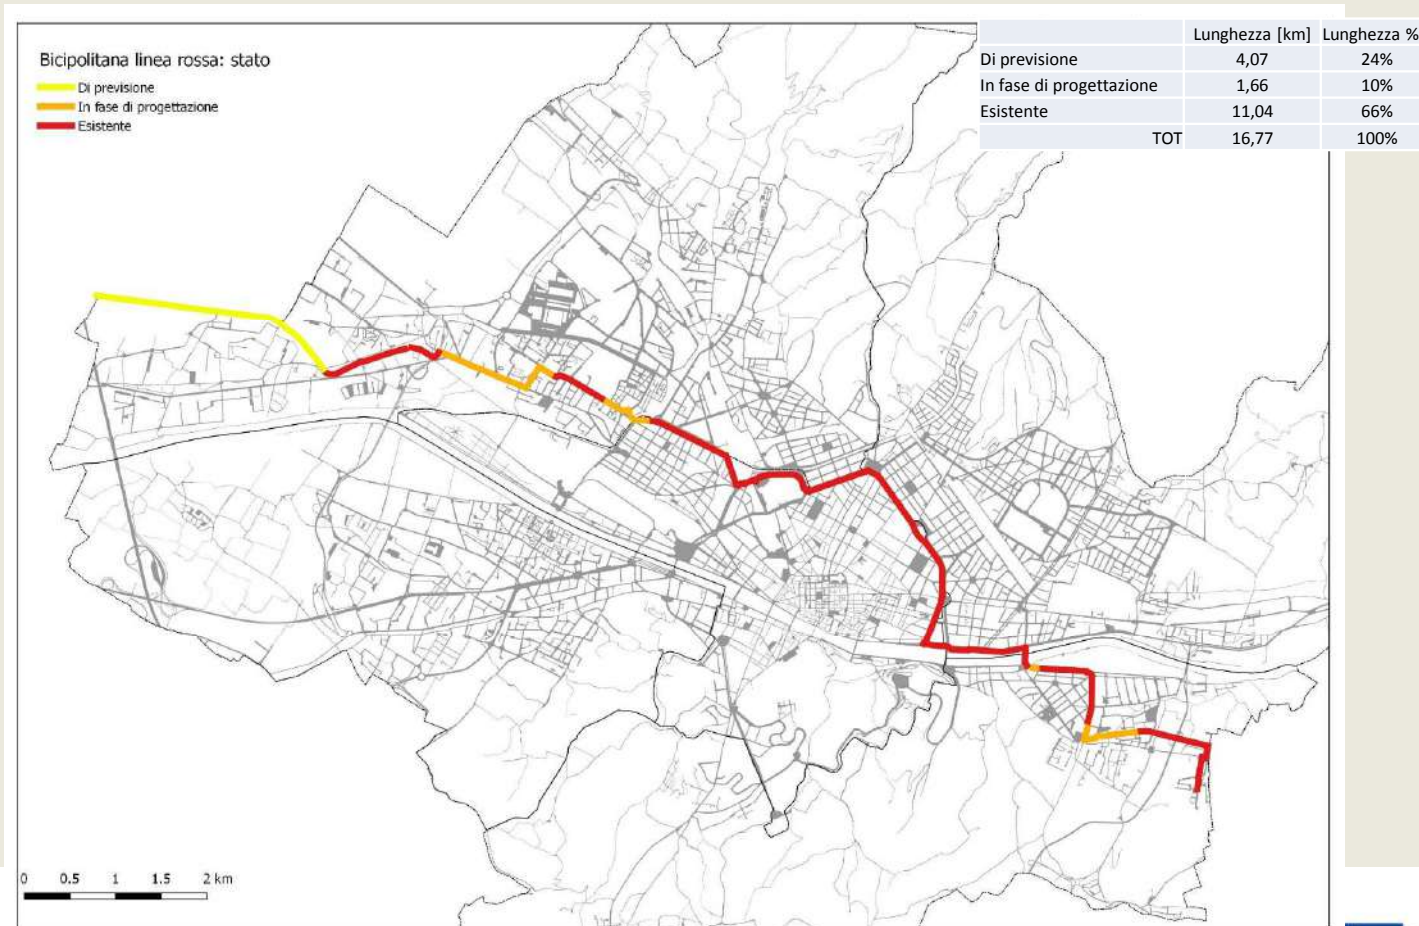 Bicipolitana linea rossa: stato
Di previsione
In fase di progettazione
Esistente
Lunghezza [km] Lunghezza %
Di previsione 4,07 24%
In fase di progettazione 1,66 10%
Esistente 11,04 66%
TOT 16,77 100%
0 0.5 1 1.5 2 km